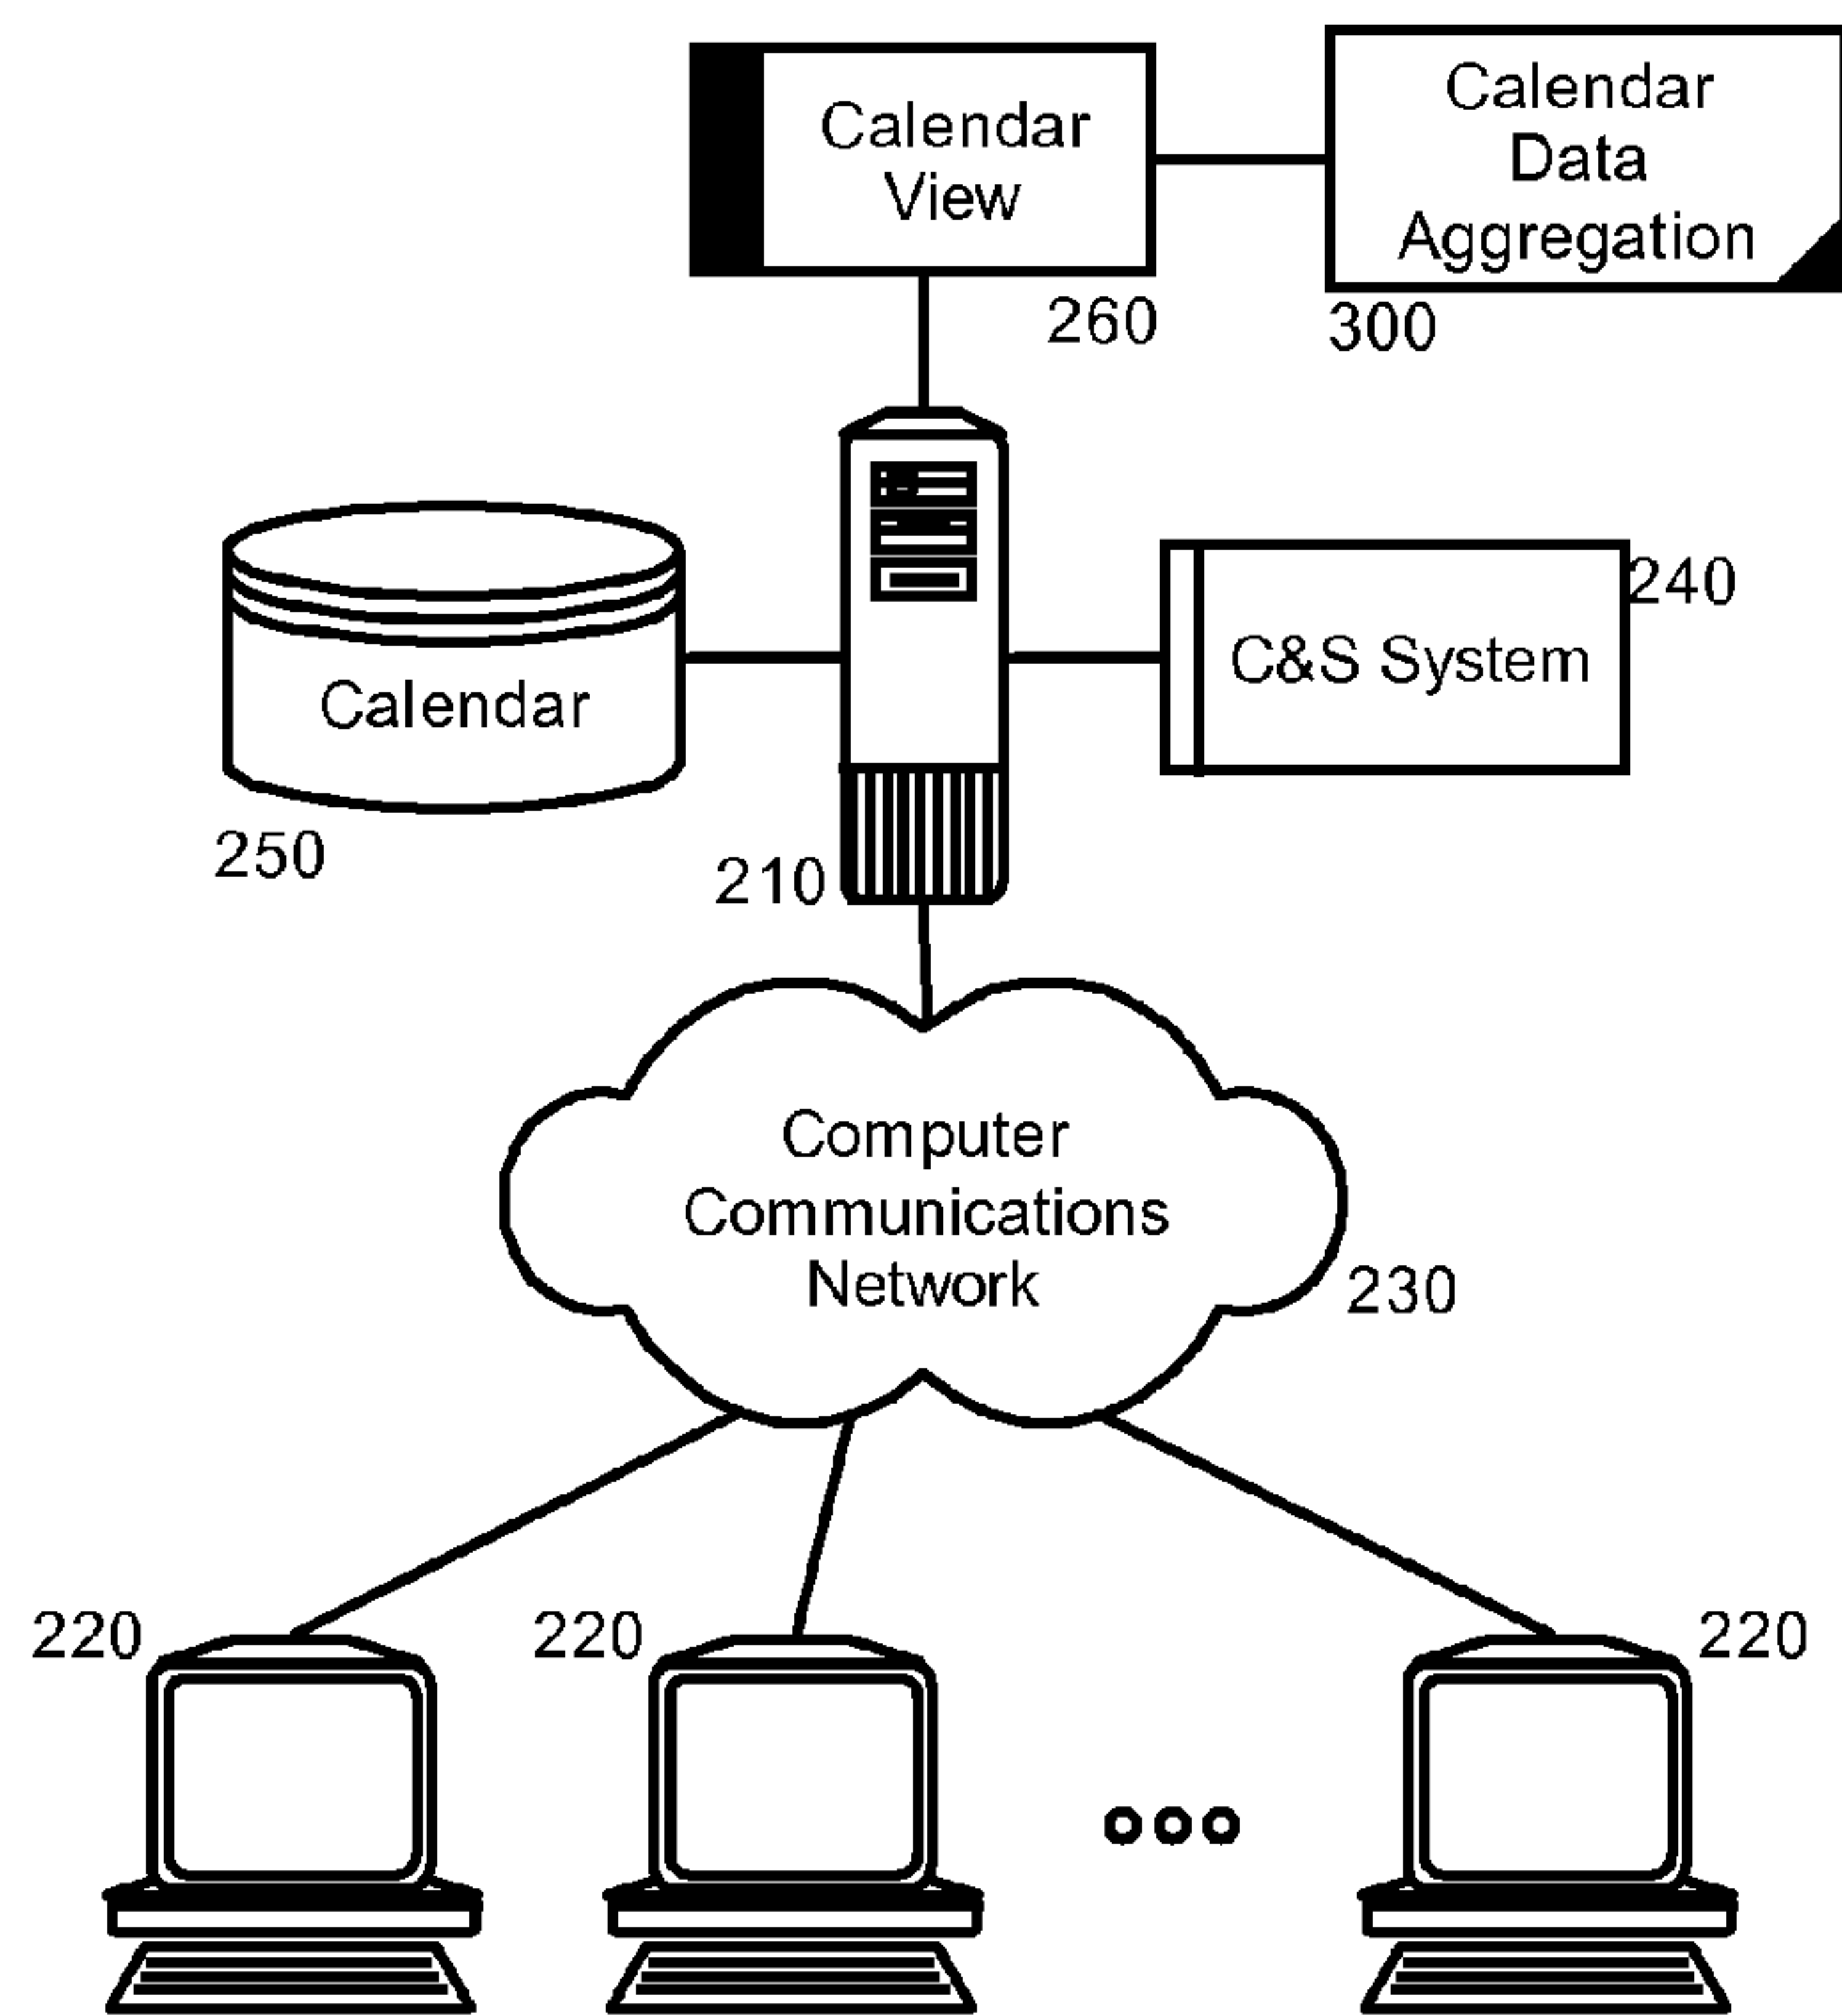 Calendar
View
Calendar
Data
Aggregation
260
300
240
C&S System
Calendar
250
210
Computer
Communications
Network
230
220
220
220